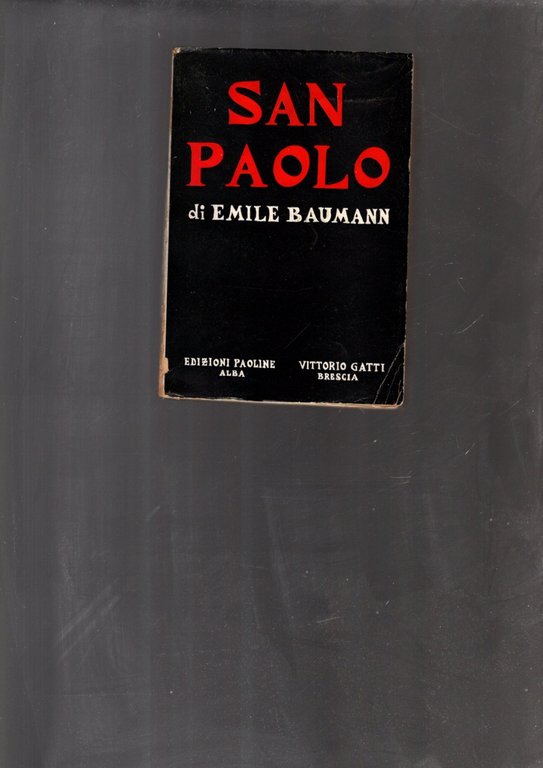 SAN
PAOLO
di EMILE BAUMANN
EDIZIONI PAOLINE
ALBA
VITTORIO GATTI
BRESCIA